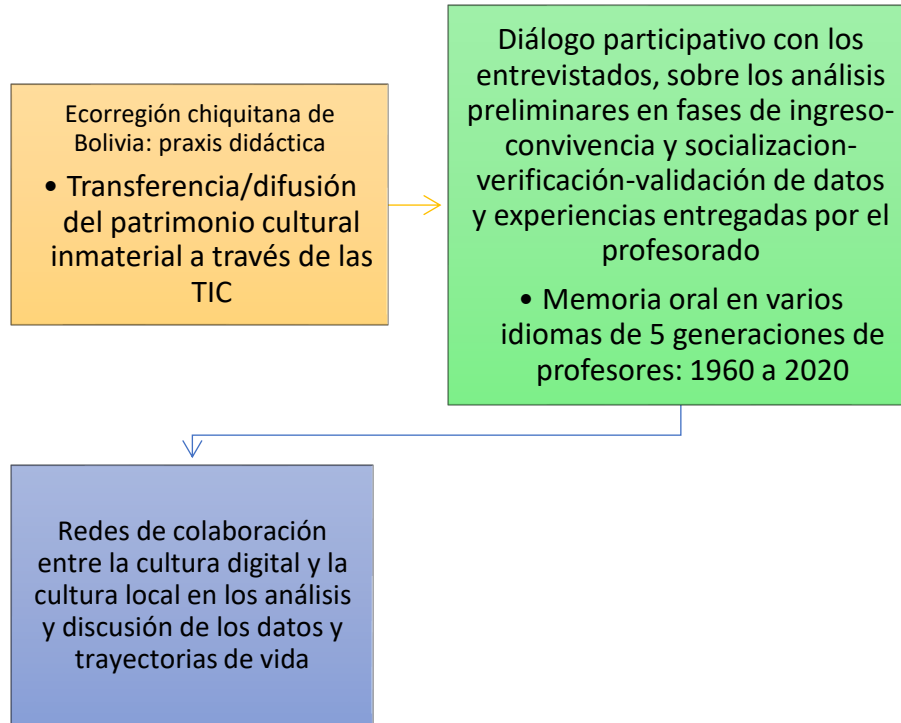 Ecorregión chiquitana de
Bolivia: praxis didáctica
• Transferencia/difusión
del patrimonio cultural
inmaterial a través de las
TIC
Diálogo participativo con los
entrevistados, sobre los análisis
preliminares en fases de ingreso-
convivencia y socializacion-
verificación-validación de datos
y experiencias entregadas por el
profesorado
• Memoria oral en varios
idiomas de 5 generaciones de
profesores: 1960 a 2020
Redes de colaboración
entre la cultura digital y la
cultura local en los análisis
y discusión de los datos y
trayectorias de vida